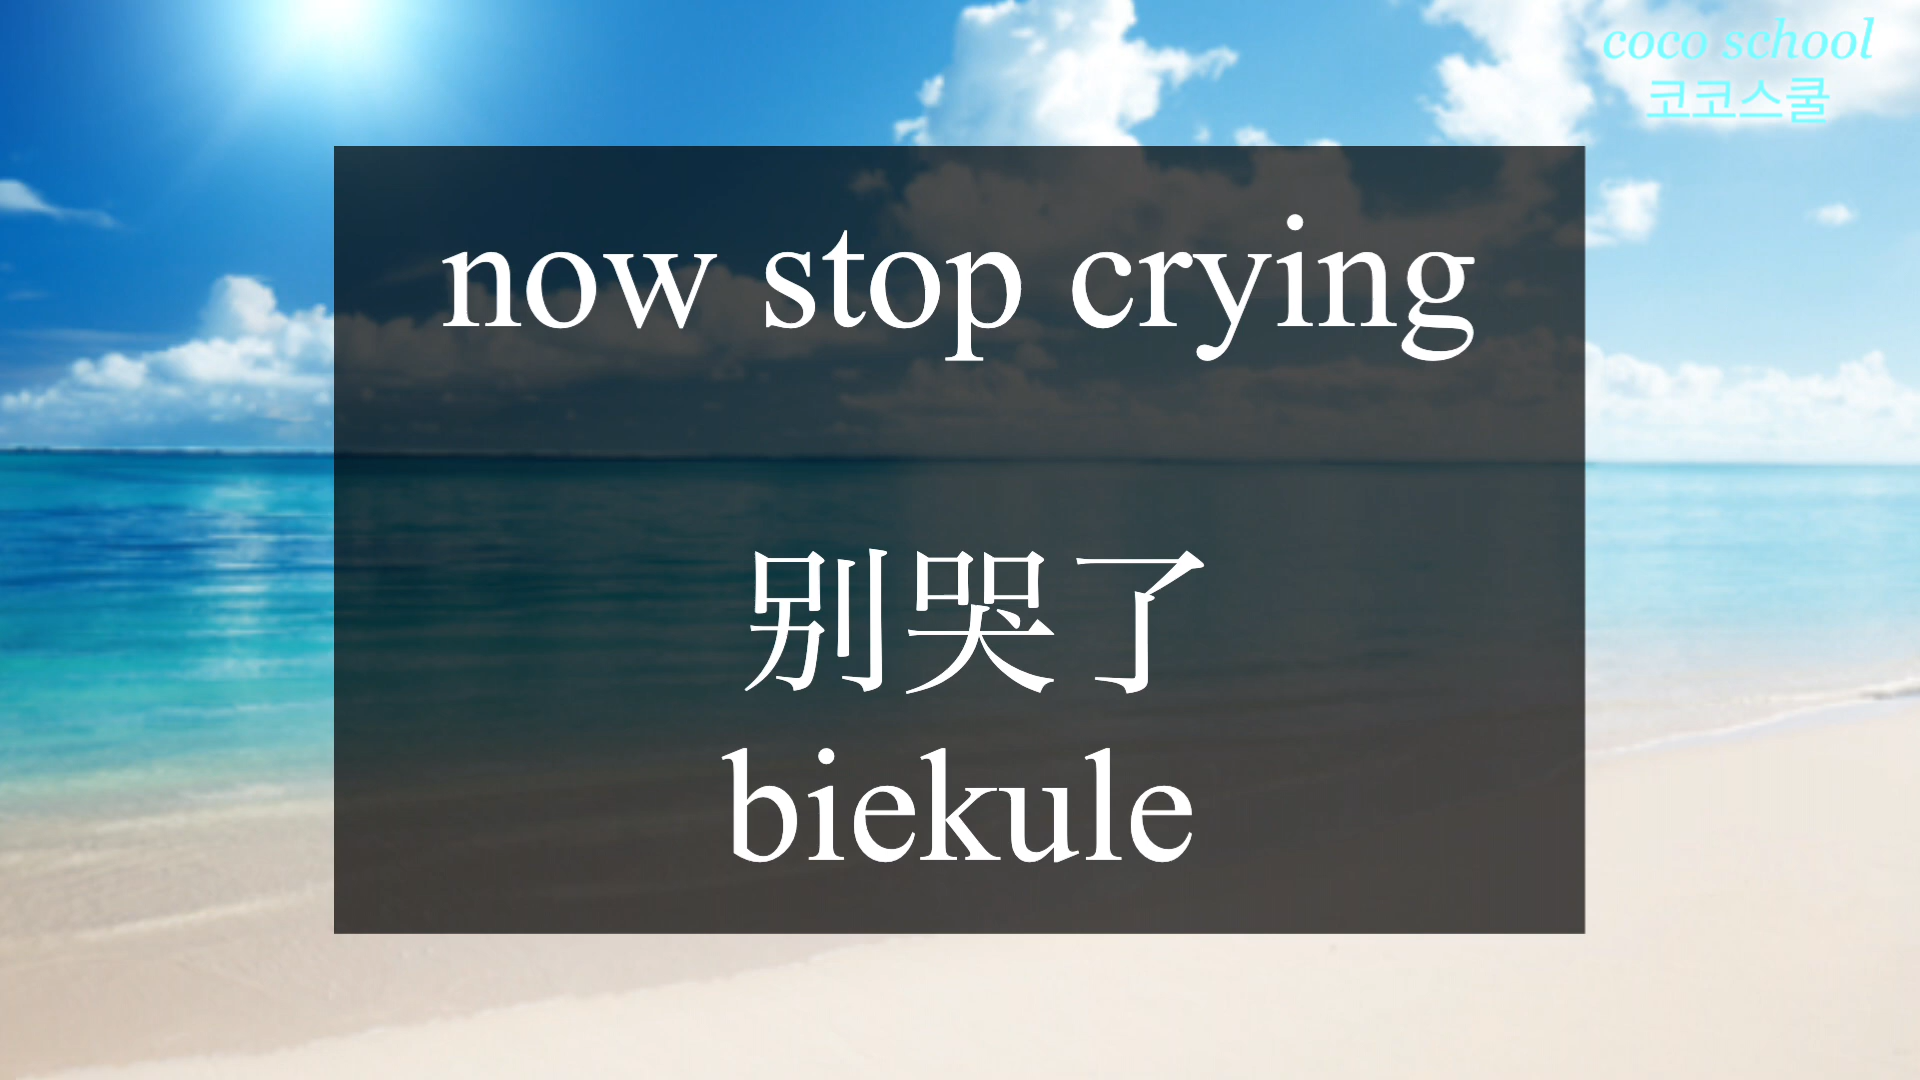 coco school
코코스쿨
now stop crying
别哭了
biekule